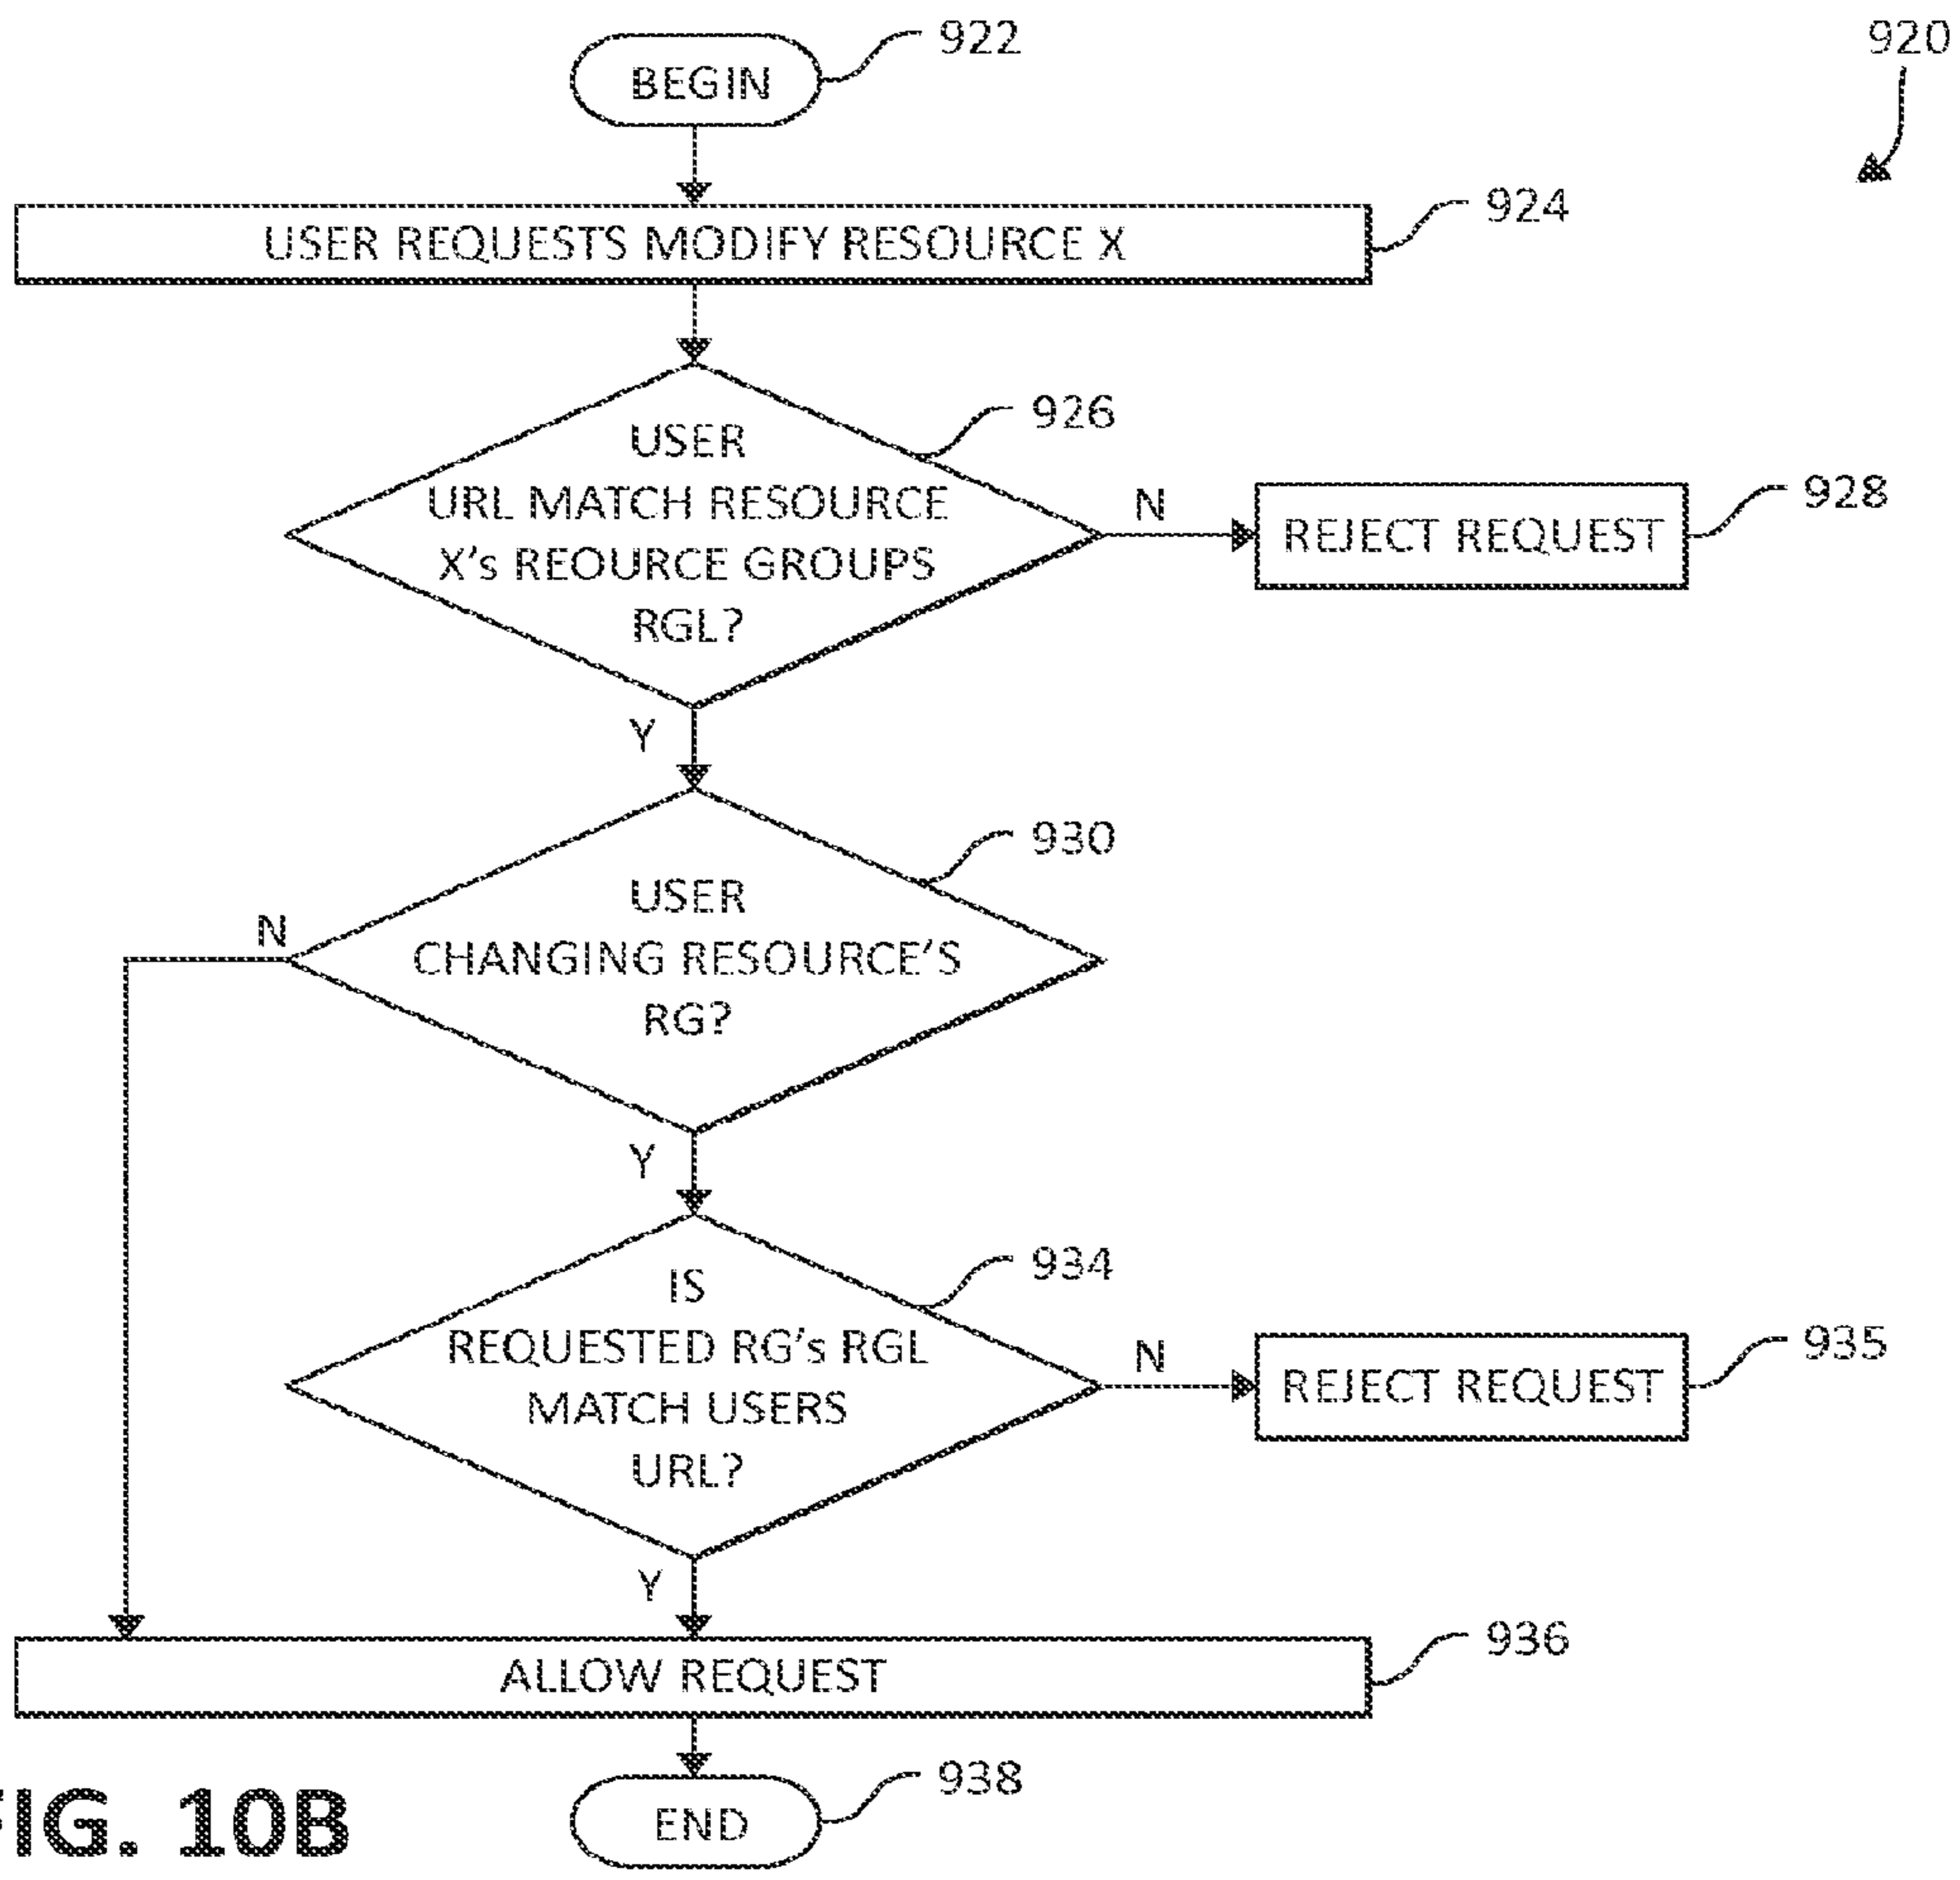 922
920
BEGIN
924
USER REQUESTS MODIFY RESOURCE X
926
USER
URL MATCH RESOURCE
X's REOURCE GROUPS
RGL?
N
928
REJECT REQUEST
Y
930
USER
CHANGING RESOURCE'S
RG?
N
Y
934
IS
REQUESTED RG's RGL
MATCH USERS
URL?
N
935
REJECT REQUEST
Y
936
ALLOW REQUEST
938
END
FIG. 10B